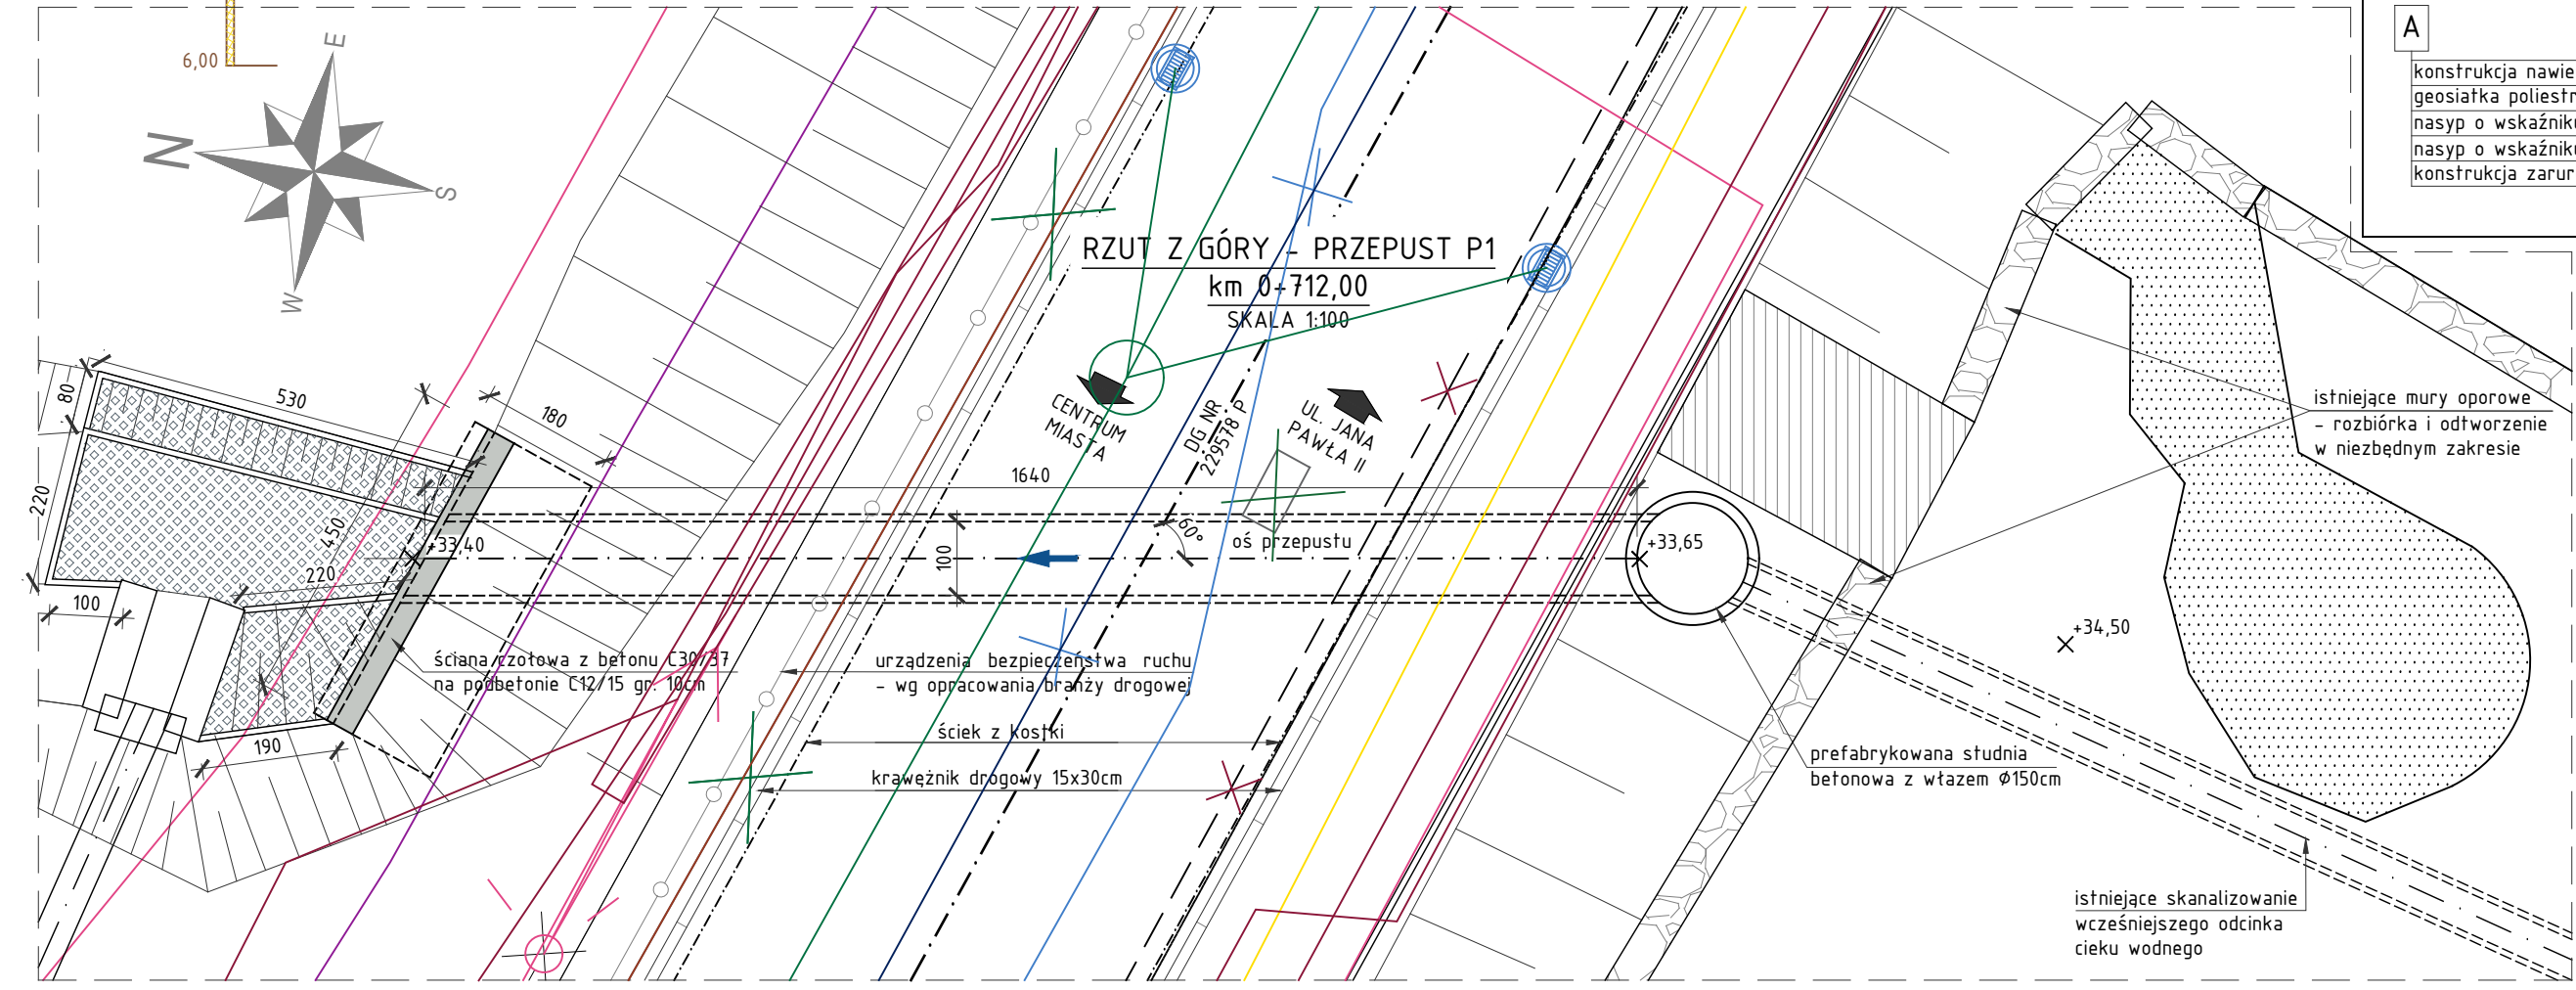 6,00
E
N
S
W
A
konstrukcja nawie
geosiatka poliestr
nasyp o wskaźniku
nasyp o wskaźniku
konstrukcja zarur
RZUT Z GÓRY - PRZEPUST P1
km 0+712,00
SKALA 1:100
80
530
180
220
450
220
100
190
+33,40
1640
100
60°
CENTRUM
MIASTA
DG NR
229578 P
UL. JANA
PAWŁA II
oś przepustu
+33,65
+34,50
istniejące mury oporowe
- rozbiórka i odtworzenie
w niezbędnym zakresie
ściana czołowa z betonu C30/37
na podbetonie C12/15 gr. 10cm
urządzenia bezpieczeństwa ruchu
- wg opracowania branży drogowej
ściek z kostki
krawężnik drogowy 15x30cm
prefabrykowana studnia
betonowa z włazem Ø150cm
istniejące skanalizowanie
wcześniejszego odcinka
cieku wodnego